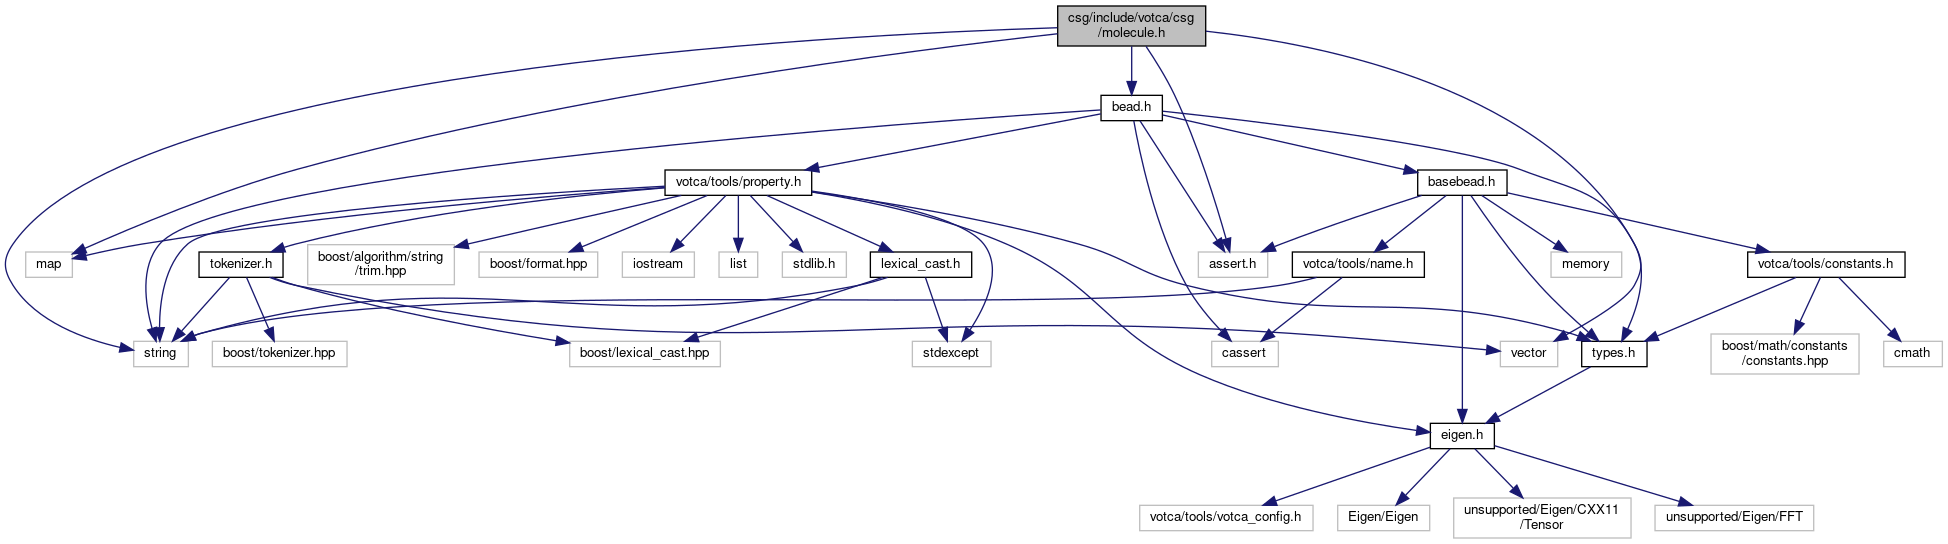 csg/include/votca/csg
/molecule.h
bead.h
votca/tools/property.h
basebead.h
map
tokenizer.h
boost/algorithm/string
/trim.hpp
boost/format.hpp
iostream
list
stdlib.h
lexical_cast.h
assert.h
votca/tools/name.h
memory
votca/tools/constants.h
string
boost/tokenizer.hpp
boost/lexical_cast.hpp
stdexcept
cassert
vector
types.h
boost/math/constants
/constants.hpp
cmath
eigen.h
votca/tools/votca_config.h
Eigen/Eigen
unsupported/Eigen/CXX11
/Tensor
unsupported/Eigen/FFT